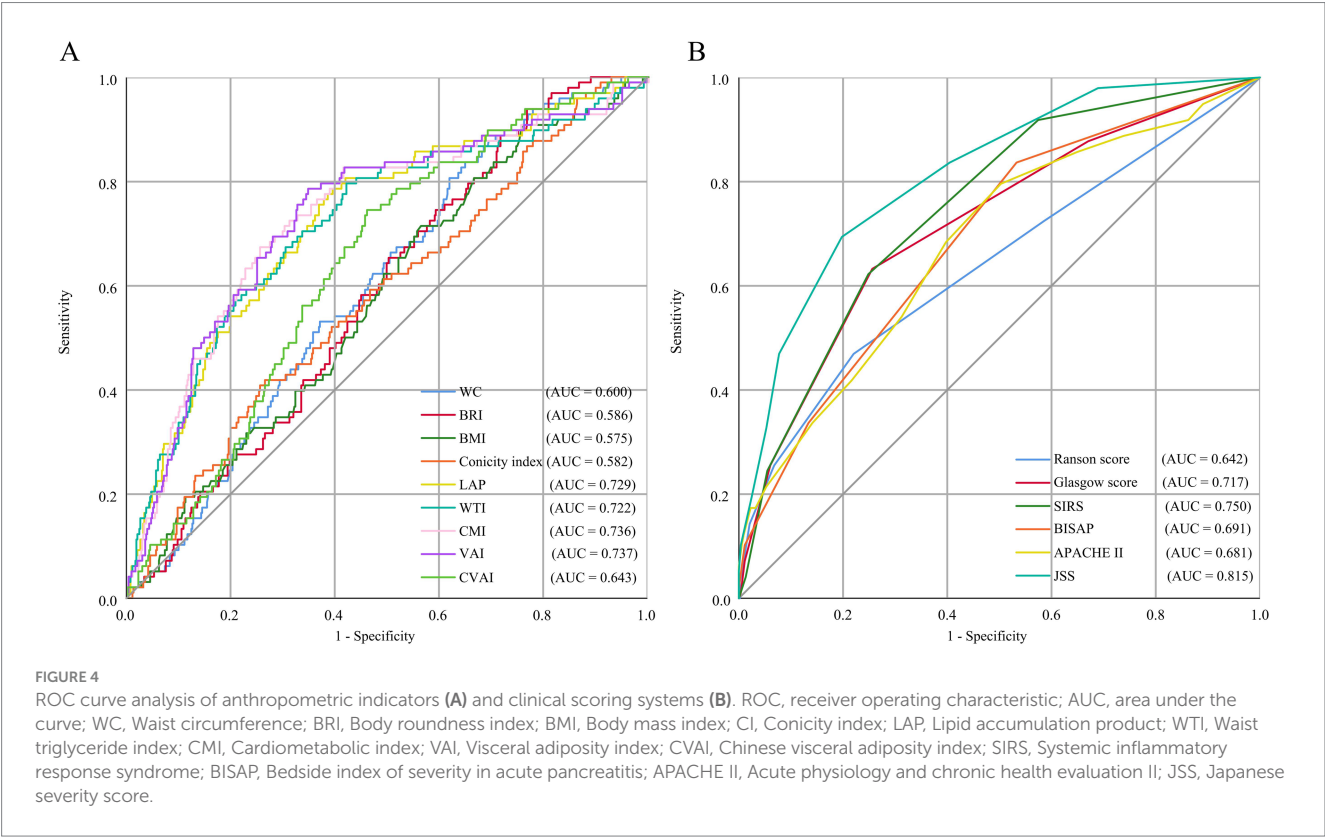 A
B
1.0
0.8
0.6
0.4
0.2
0.0
Sensitivity
WC (AUC = 0.600)
BRI (AUC = 0.586)
BMI (AUC = 0.575)
Conicity index (AUC = 0.582)
LAP (AUC = 0.729)
WTI (AUC = 0.722)
CMI (AUC = 0.736)
VAI (AUC = 0.737)
CVAI (AUC = 0.643)
0.0 0.2 0.4 0.6 0.8 1.0
1 - Specificity
1.0
0.8
0.6
0.4
0.2
0.0
Sensitivity
Ranson score (AUC = 0.642)
Glasgow score (AUC = 0.717)
SIRS (AUC = 0.750)
BISAP (AUC = 0.691)
APACHE II (AUC = 0.681)
JSS (AUC = 0.815)
0.0 0.2 0.4 0.6 0.8 1.0
1 - Specificity
FIGURE 4
ROC curve analysis of anthropometric indicators (A) and clinical scoring systems (B). ROC, receiver operating characteristic; AUC, area under the
curve; WC, Waist circumference; BRI, Body roundness index; BMI, Body mass index; CI, Conicity index; LAP, Lipid accumulation product; WTI, Waist
triglyceride index; CMI, Cardiometabolic index; VAI, Visceral adiposity index; CVAI, Chinese visceral adiposity index; SIRS, Systemic inflammatory
response syndrome; BISAP, Bedside index of severity in acute pancreatitis; APACHE II, Acute physiology and chronic health evaluation II; JSS, Japanese
severity score.